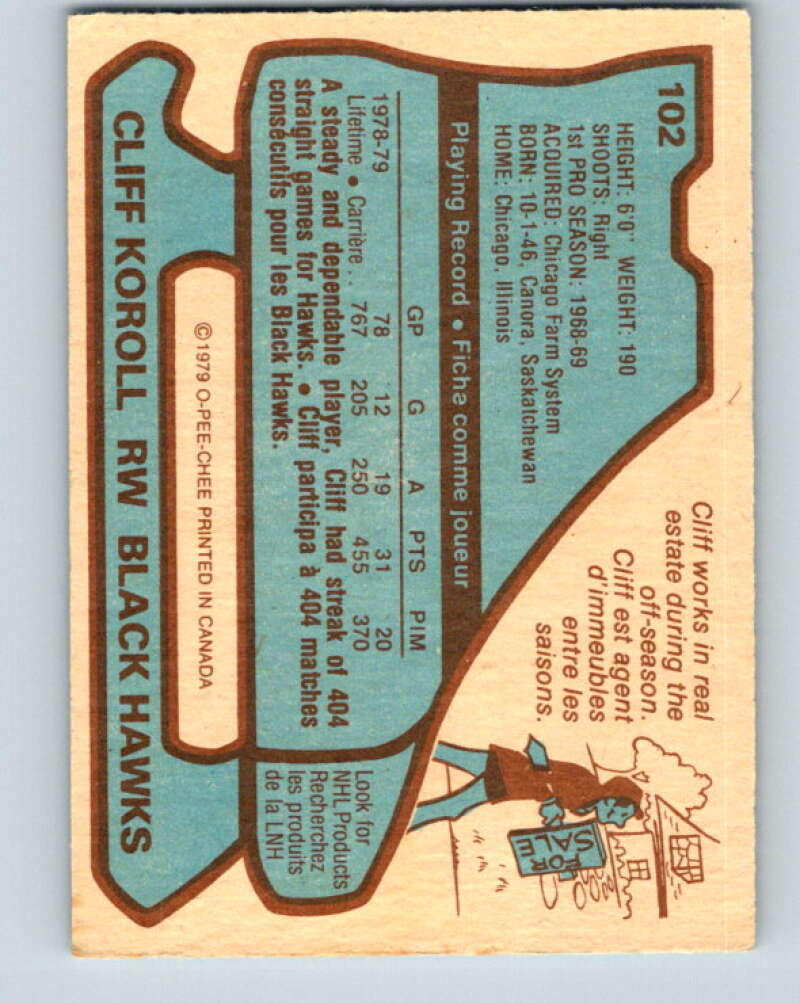 102
HEIGHT: 6'0" WEIGHT: 190
SHOOTS: Right
1st PRO SEASON: 1968-69
ACQUIRED: Chicago Farm System
BORN: 10-1-46, Canora, Saskatchewan
HOME: Chicago, Illinois
Cliff works in real
estate during the
off-season.
Cliff est agent
d'immeubles
entre les
saisons.
FOR
SALE
Playing Record • Fiche comme joueur
GP G A PTS PIM
1978-79 78 12 19 31 20
Lifetime • Carrière . . 767 205 250 455 370
A steady and dependable player, Cliff had streak of 404
straight games for Hawks. • Cliff participa à 404 matches
consécutifs pour les Black Hawks.
Look for
NHL Products
Recherchez
les produits
de la LNH
© 1979 O-PEE-CHEE PRINTED IN CANADA
CLIFF KOROLL RW BLACK HAWKS